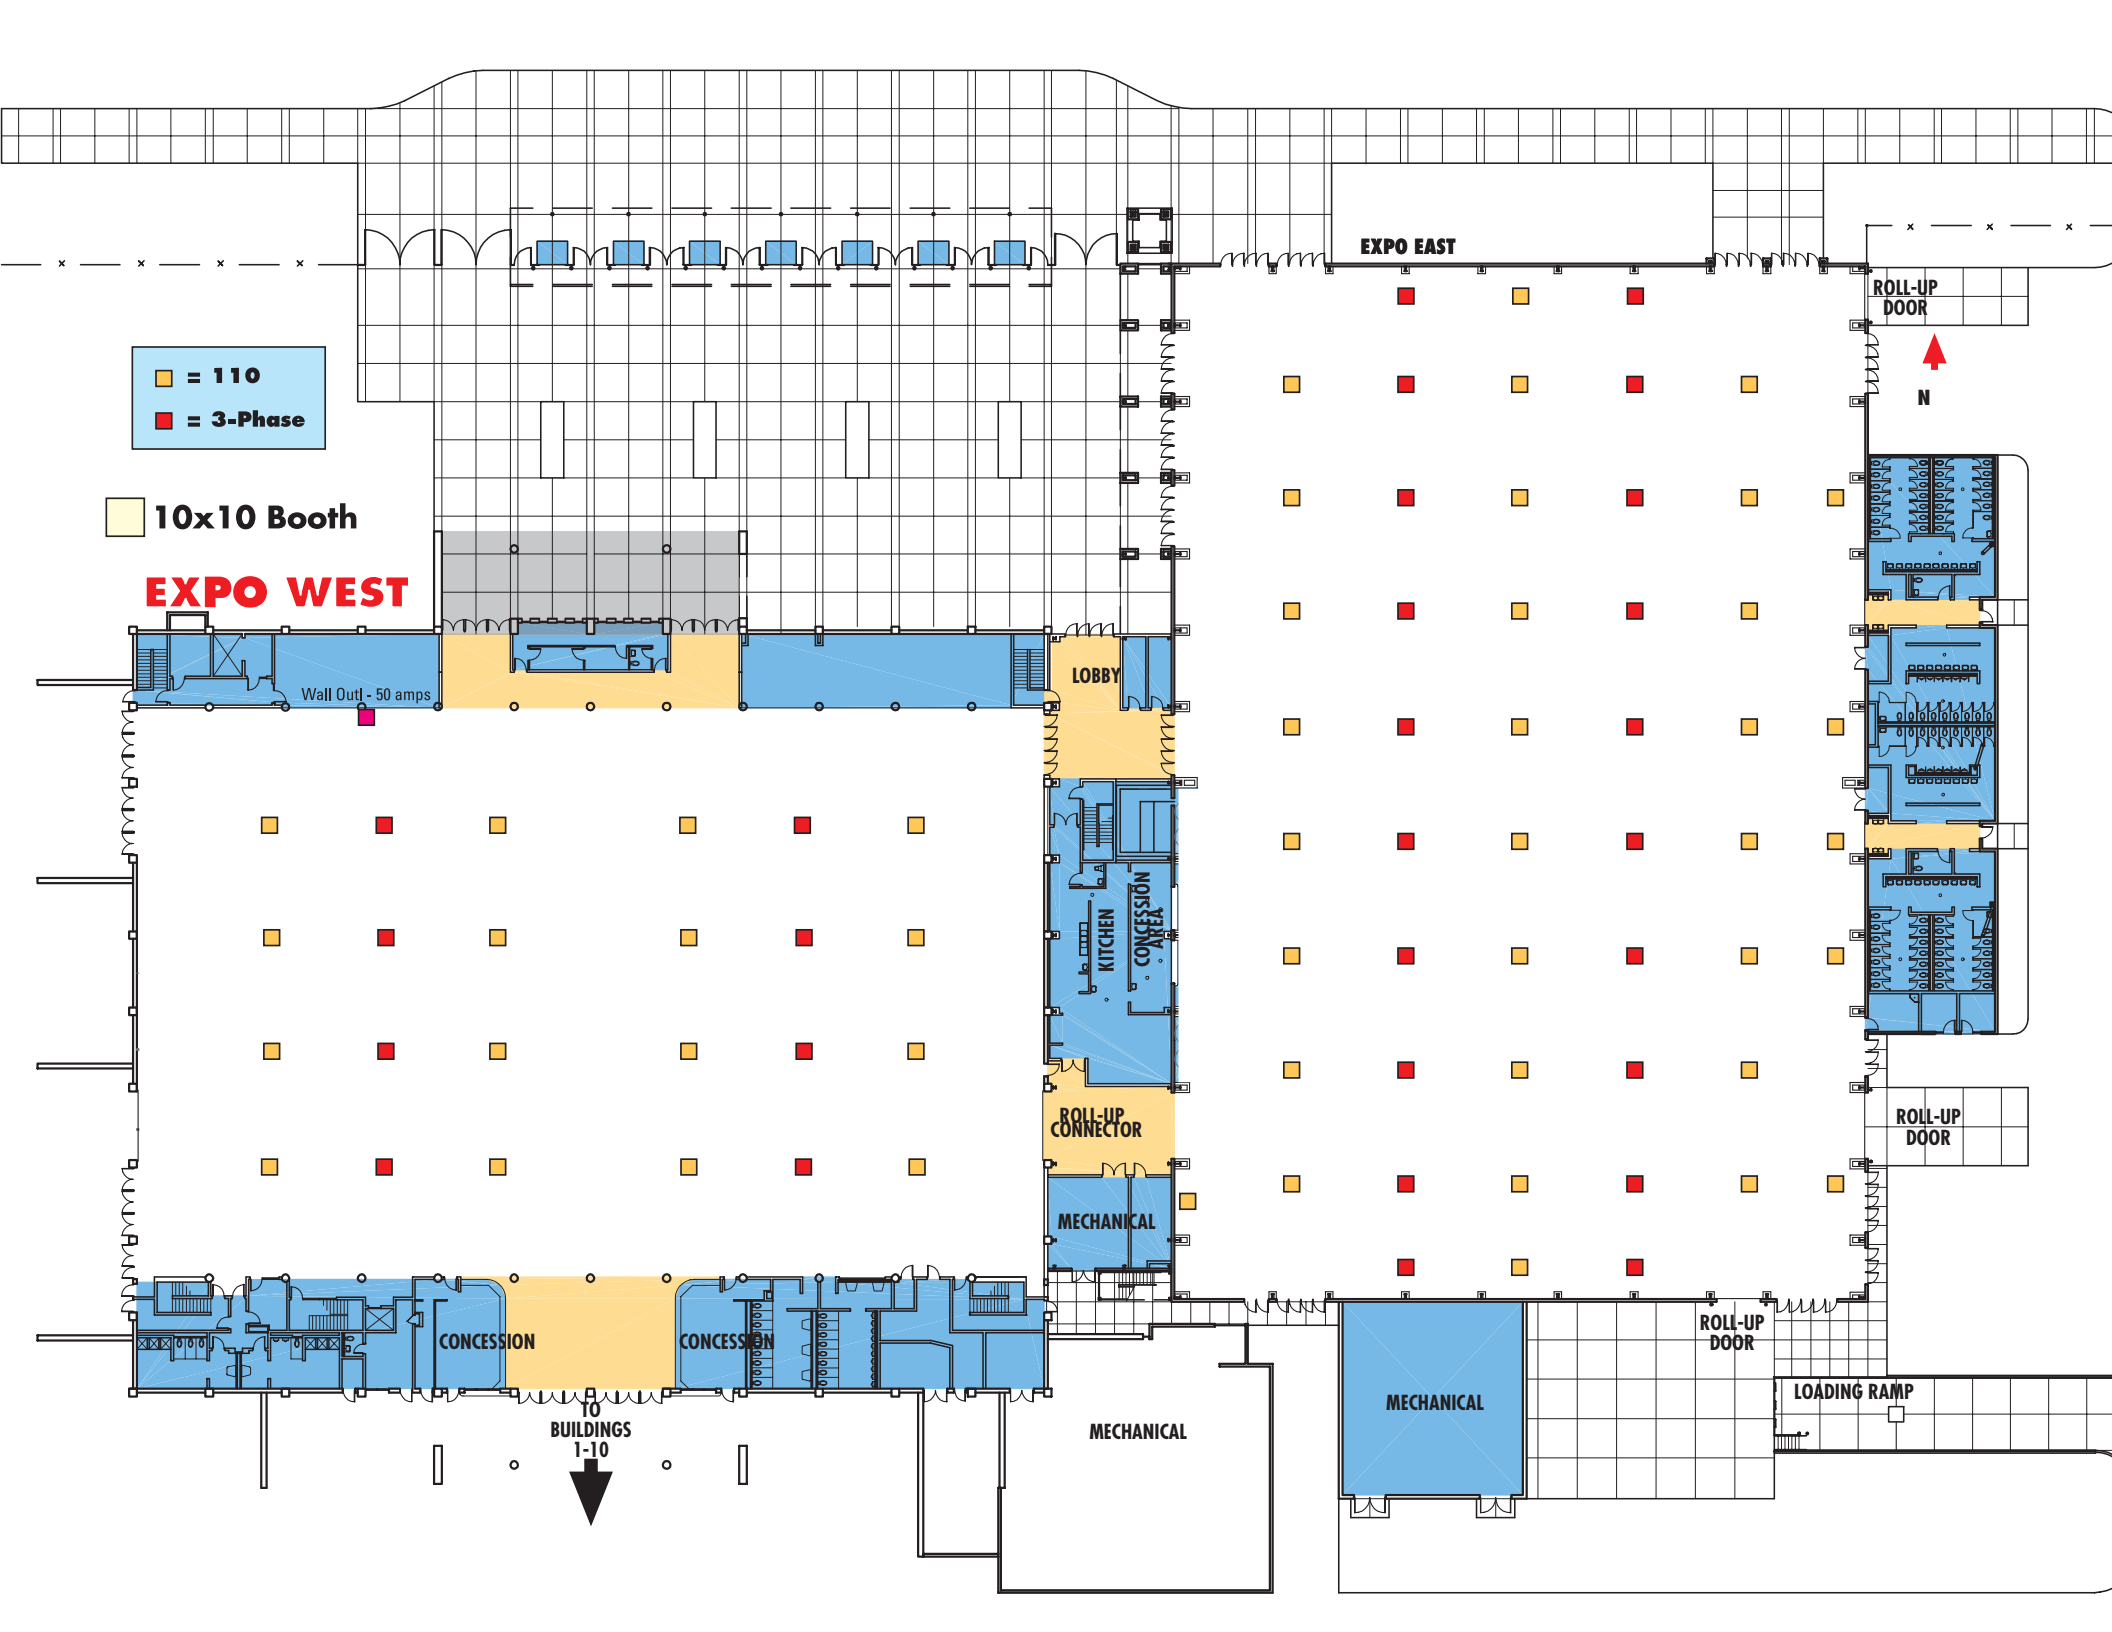 EXPO EAST
ROLL-UP
DOOR
N
= 110
= 3-Phase
10x10 Booth
EXPO WEST
Wall Outl - 50 amps
LOBBY
KITCHEN
CONCESSION
AREA
ROLL-UP
CONNECTOR
ROLL-UP
DOOR
MECHANICAL
CONCESSION
CONCESSION
ROLL-UP
DOOR
TO
BUILDINGS
1-10
MECHANICAL
MECHANICAL
LOADING RAMP